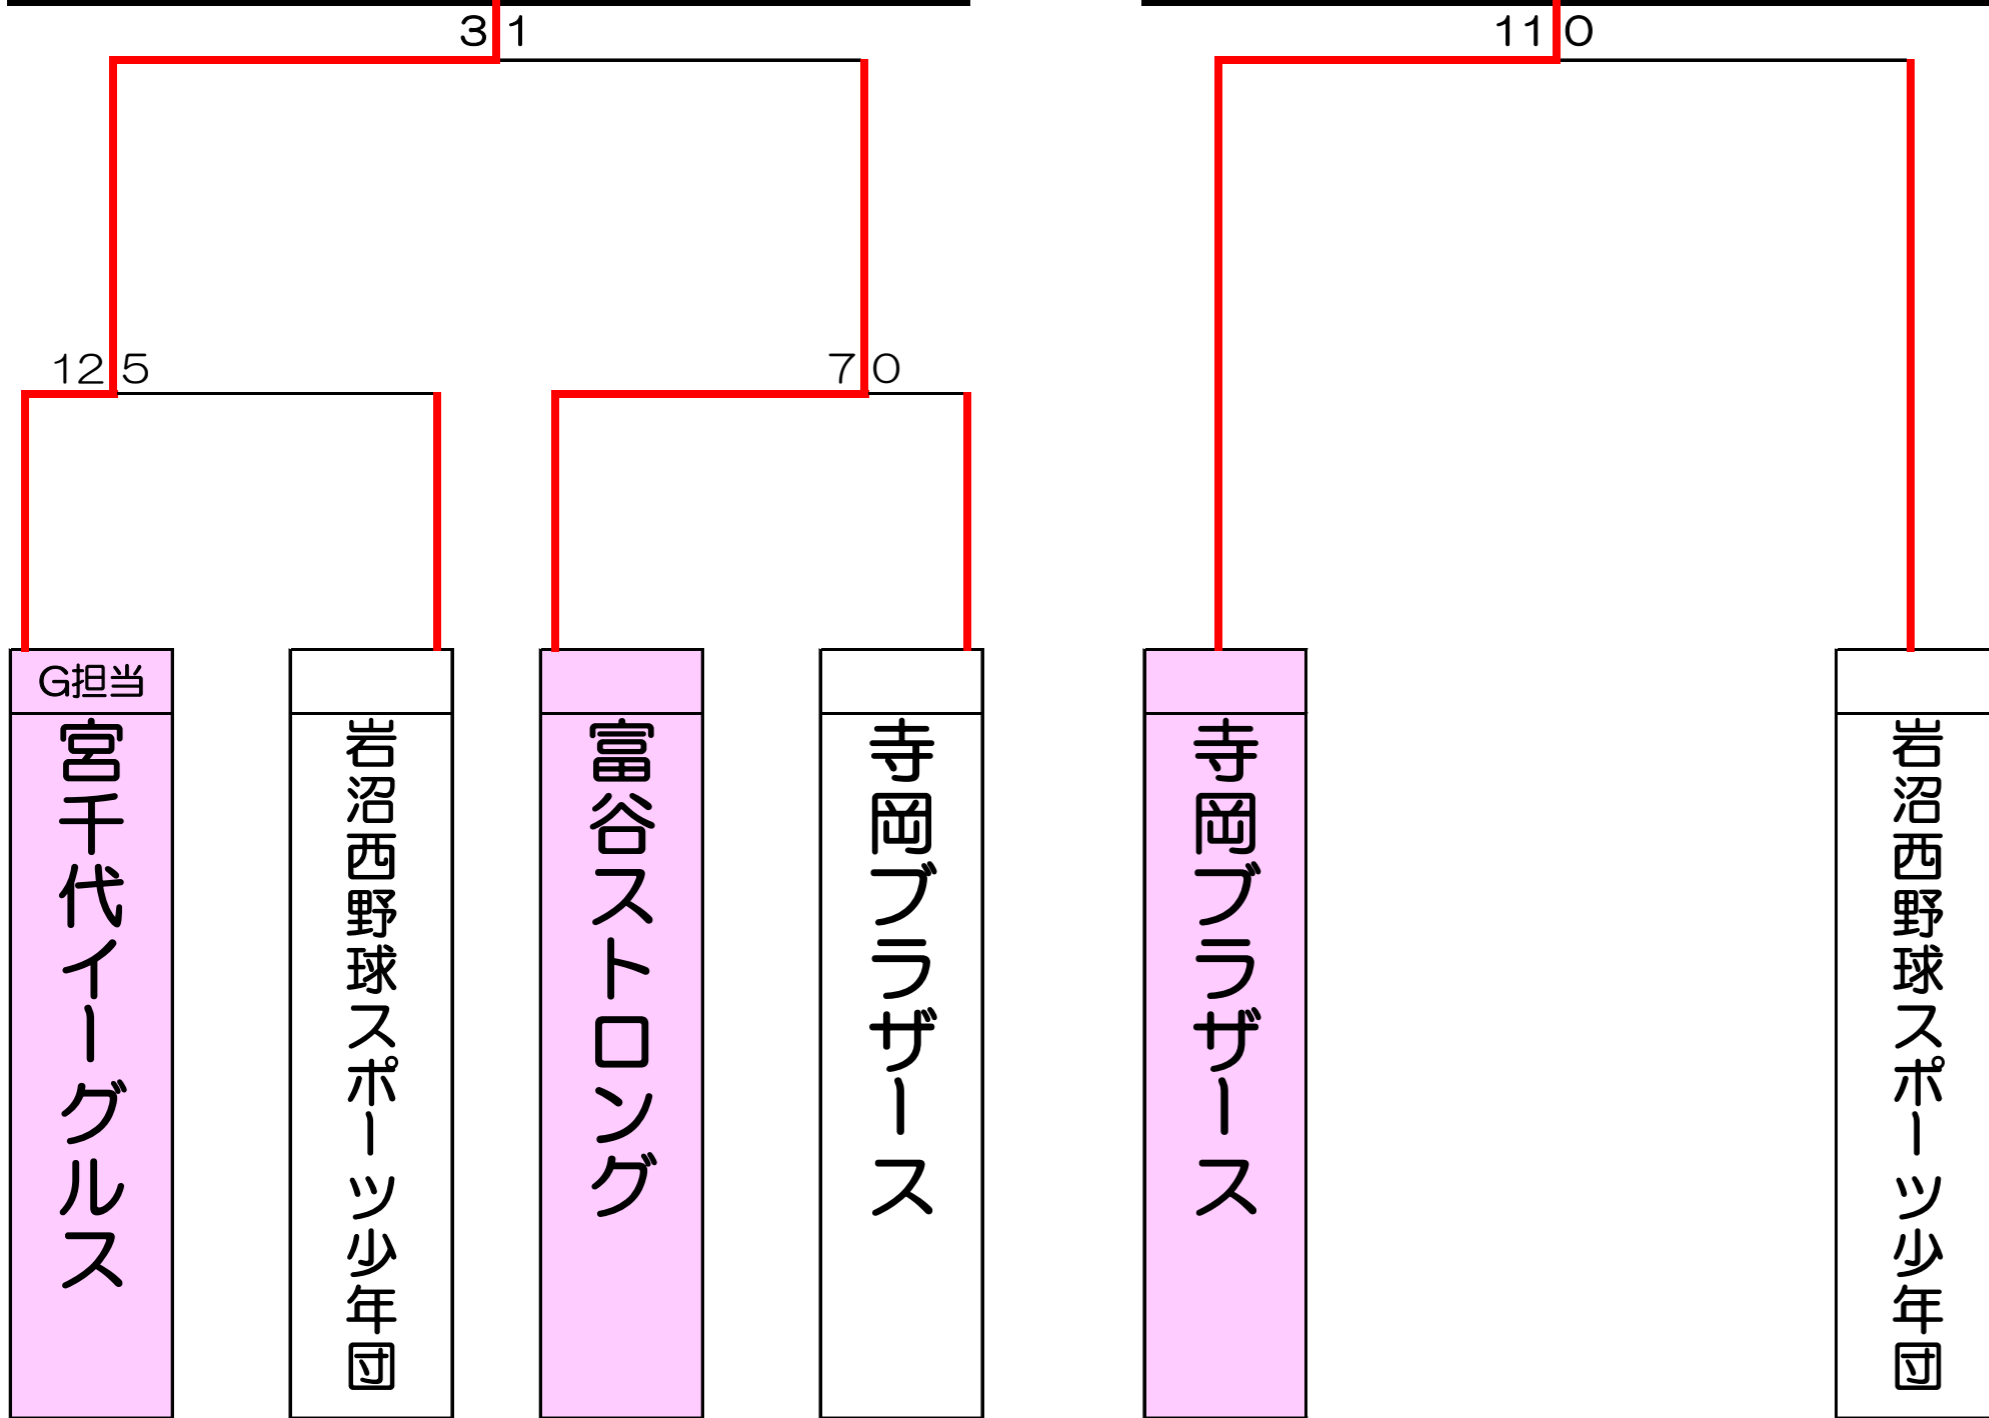 3 1
11 0
12 5
7 0
G担当
宮千代イーグルス
岩沼西野球スポーツ少年団
富谷ストロング
寺岡ブラザース
寺岡ブラザース
岩沼西野球スポーツ少年団